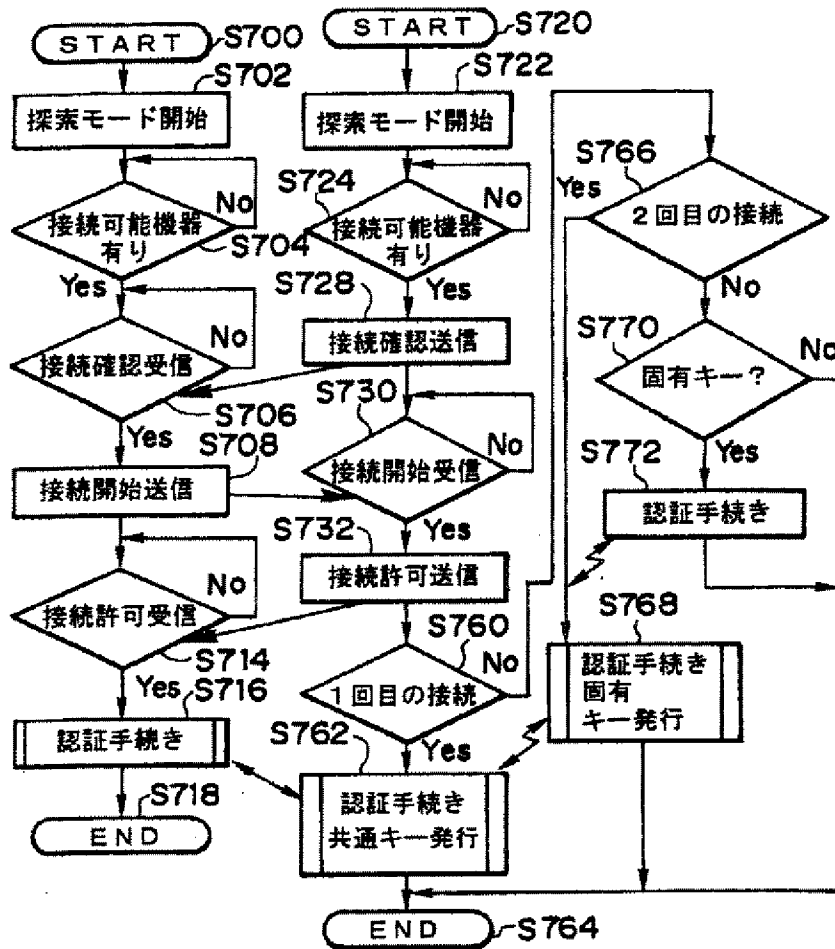 START
S700
S702
探索モード開始
接続可能機器
有り
S704
No
Yes
接続確認受信
S706
No
Yes
S708
接続開始送信
接続許可受信
S714
No
Yes
S716
認証手続き
S718
END
START
S720
S722
探索モード開始
S724
接続可能機器
有り
No
Yes
S728
接続確認送信
S730
接続開始受信
No
Yes
S732
接続許可送信
S760
1回目の接続
No
Yes
S762
認証手続き
共通キー発行
END
S764
S766
2回目の接続
Yes
No
S770
固有キー?
No
Yes
S772
認証手続き
S768
認証手続き
固有
キー発行